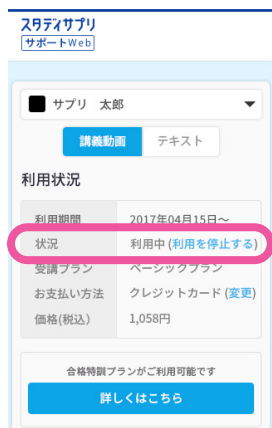 スタディサプリ
サポートWeb
サプリ 太郎
講義動画 テキスト
利用状況
利用期間 2017年04月15日～
状況 利用中 (利用を停止する)
受講プラン ベーシックプラン
お支払い方法 クレジットカード (変更)
価格(税込) 1,058円
合格特訓プランがご利用可能です
詳しくはこちら